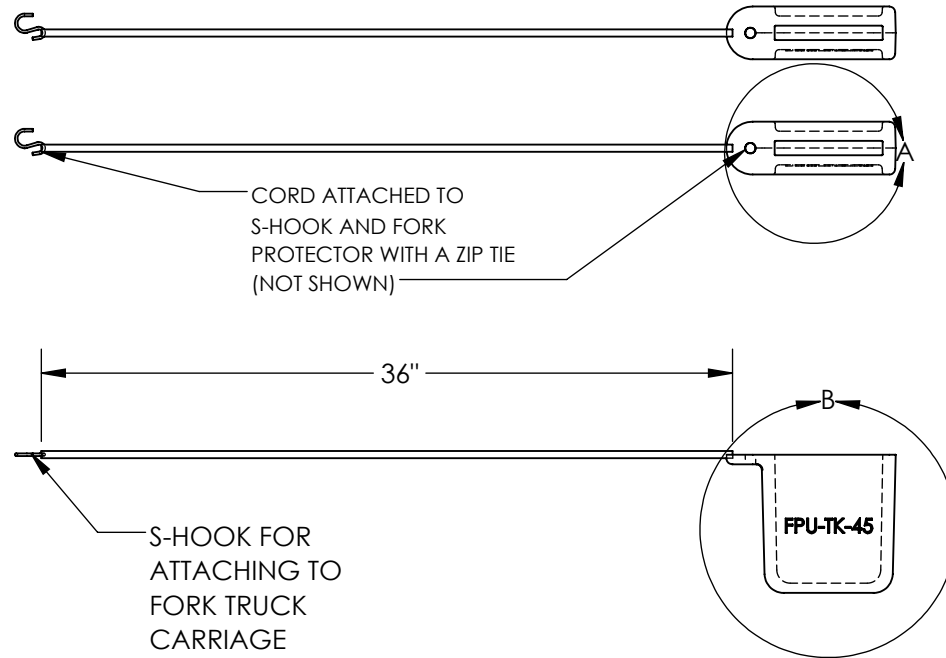 A
CORD ATTACHED TO
S-HOOK AND FORK
PROTECTOR WITH A ZIP TIE
(NOT SHOWN)
36"
B
FPU-TK-45
S-HOOK FOR
ATTACHING TO
FORK TRUCK
CARRIAGE